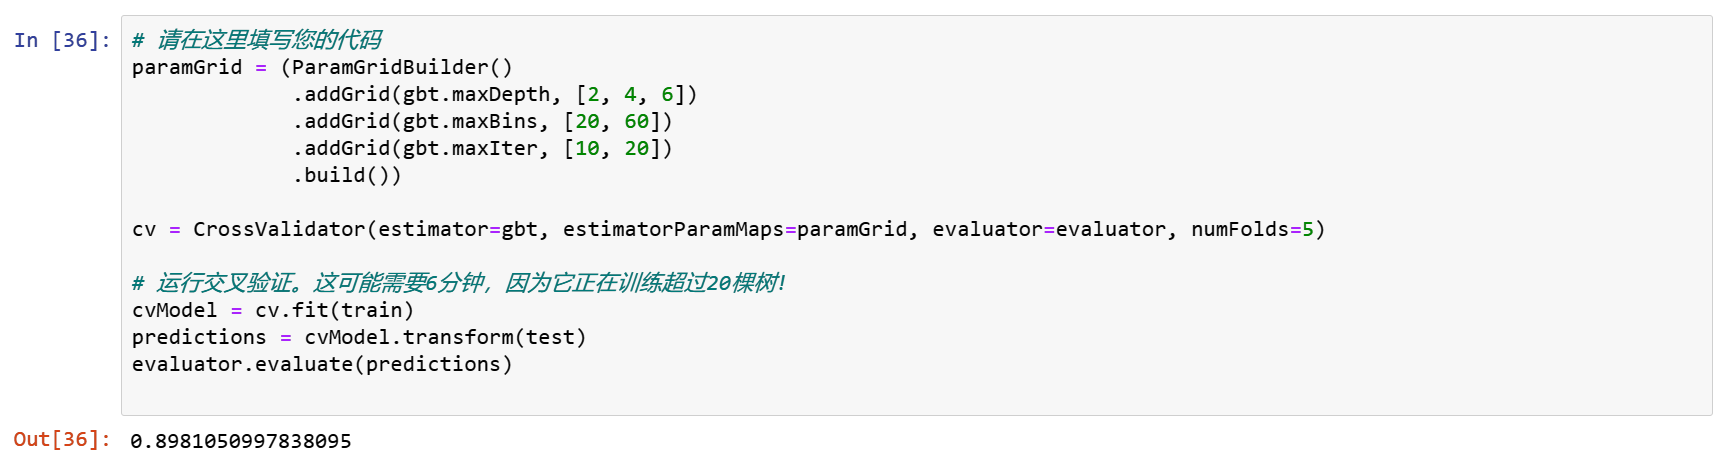 In [36]:
# 请在这里填写您的代码
paramGrid = (ParamGridBuilder()
             .addGrid(gbt.maxDepth, [2, 4, 6])
             .addGrid(gbt.maxBins, [20, 60])
             .addGrid(gbt.maxIter, [10, 20])
             .build())
cv = CrossValidator(estimator=gbt, estimatorParamMaps=paramGrid, evaluator=evaluator, numFolds=5)
# 运行交叉验证。这可能需要6分钟，因为它正在训练超过20棵树!
cvModel = cv.fit(train)
predictions = cvModel.transform(test)
evaluator.evaluate(predictions)
Out[36]: 0.8981050997838095